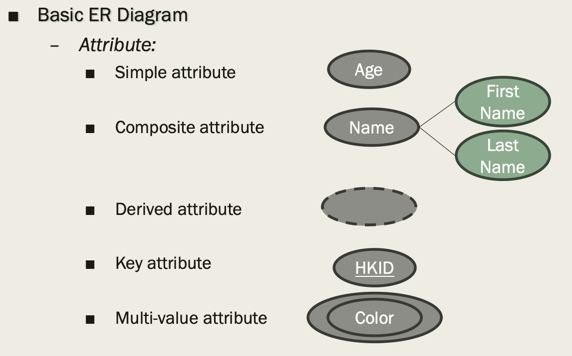 Basic ER Diagram
– Attribute:
Simple attribute
Age
Composite attribute
Name
First
Name
Last
Name
Derived attribute
Key attribute
HKID
Multi-value attribute
Color